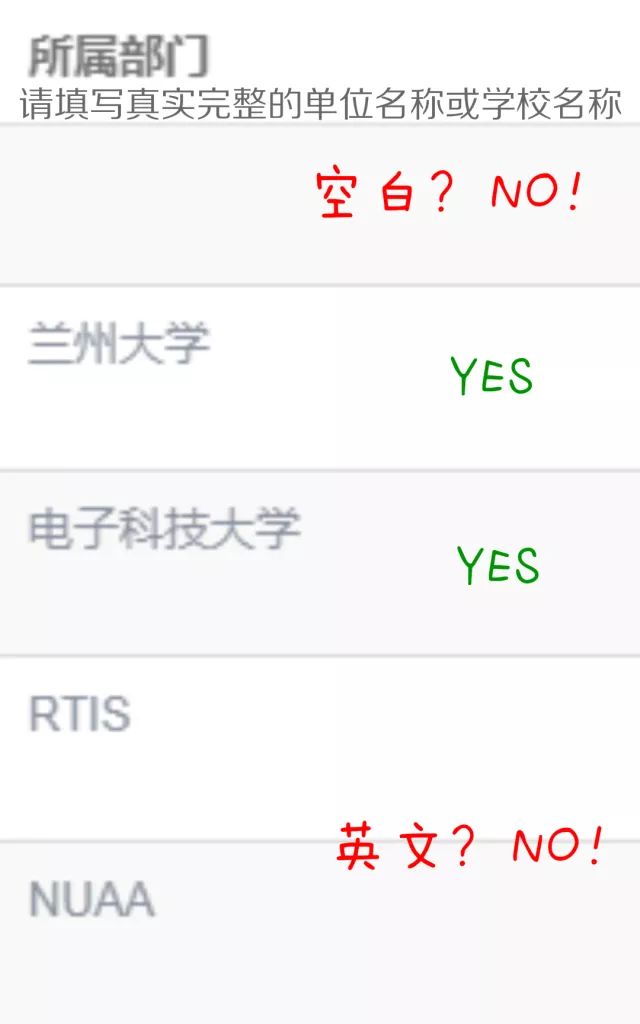 所属部门
请填写真实完整的单位名称或学校名称
空白? NO!
兰州大学
YES
电子科技大学
YES
RTIS
英文? NO!
NUAA